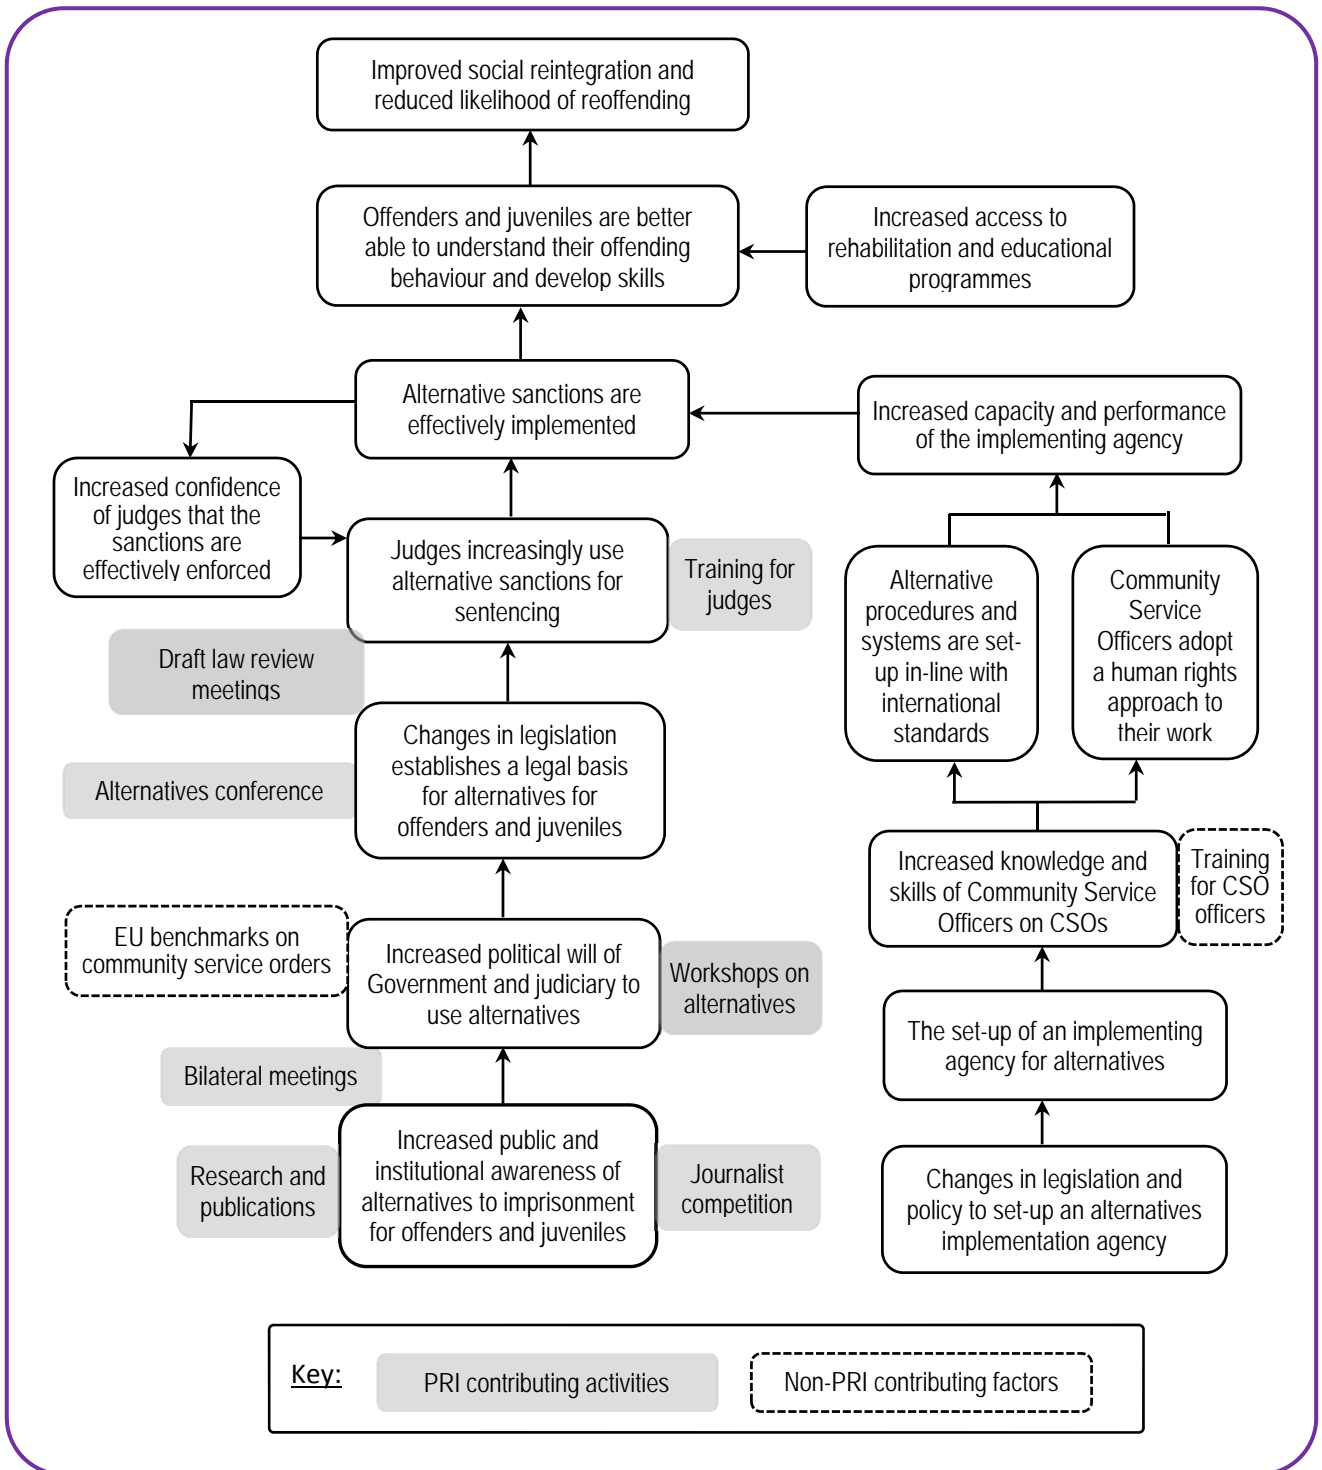 Improved social reintegration and
reduced likelihood of reoffending
Offenders and juveniles are better
able to understand their offending
behaviour and develop skills
Increased access to
rehabilitation and educational
programmes
Alternative sanctions are
effectively implemented
Increased capacity and performance
of the implementing agency
Increased confidence
of judges that the
sanctions are
effectively enforced
Judges increasingly use
alternative sanctions for
sentencing
Training for
judges
Alternative
procedures and
systems are set-
up in-line with
international
standards
Community
Service
Officers adopt
a human rights
approach to
their work
Draft law review
meetings
Changes in legislation
establishes a legal basis
for alternatives for
offenders and juveniles
Alternatives conference
Increased knowledge and
skills of Community Service
Officers on CSOs
Training
for CSO
officers
EU benchmarks on
community service orders
Increased political will of
Government and judiciary to
use alternatives
Workshops on
alternatives
The set-up of an implementing
agency for alternatives
Bilateral meetings
Research and
publications
Increased public and
institutional awareness of
alternatives to imprisonment
for offenders and juveniles
Journalist
competition
Changes in legislation and
policy to set-up an alternatives
implementation agency
Key:
PRI contributing activities
Non-PRI contributing factors